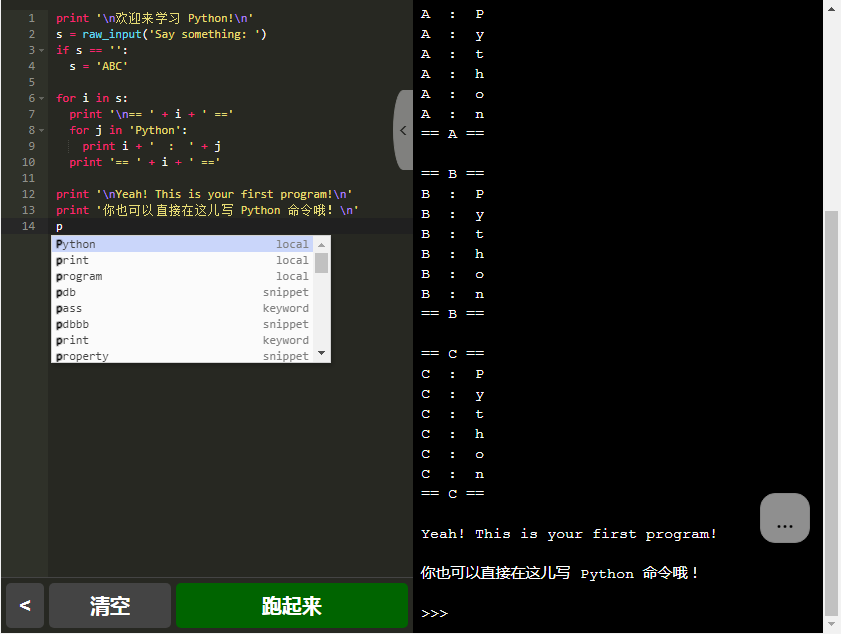 1 print '\n欢迎来学习 Python!\n'
2 s = raw_input('Say something: ')
3 if s == '':
4   s = 'ABC'
5
6 for i in s:
7   print '\n== ' + i + ' =='
8   for j in 'Python':
9     print i + '  :  ' + j
10   print '== ' + i + ' =='
11
12 print '\nYeah! This is your first program!\n'
13 print '你也可以直接在这儿写 Python 命令哦! \n'
14 p
Python local
print local
program local
pdb snippet
pass keyword
pdbbb snippet
print keyword
property snippet
<
清空
跑起来
<
A  :  P
A  :  y
A  :  t
A  :  h
A  :  o
A  :  n
== A ==
== B ==
B  :  P
B  :  y
B  :  t
B  :  h
B  :  o
B  :  n
== B ==
== C ==
C  :  P
C  :  y
C  :  t
C  :  h
C  :  o
C  :  n
== C ==
Yeah! This is your first program!
你也可以直接在这儿写 Python 命令哦！
>>>
...